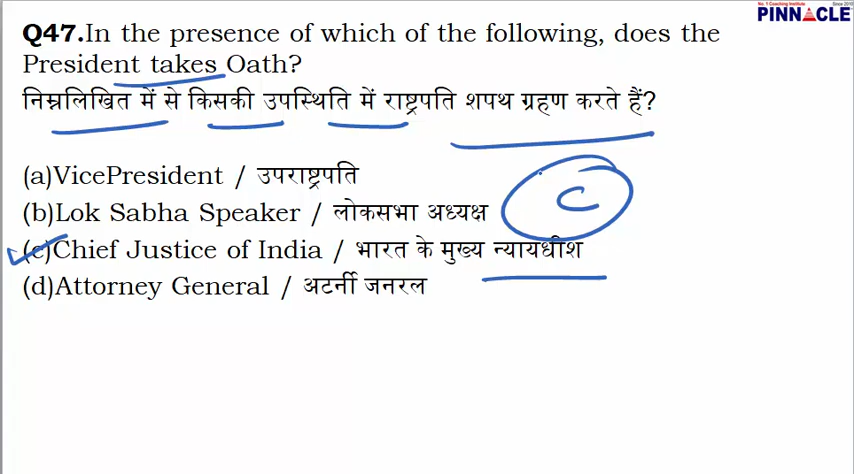 No. 1 Coaching Institute
Since 2015
PINNACLE
Q47.In the presence of which of the following, does the
President takes Oath?
निम्नलिखित में से किसकी उपस्थिति में राष्ट्रपति शपथ ग्रहण करते हैं?
(a)VicePresident / उपराष्ट्रपति
(b)Lok Sabha Speaker / लोकसभा अध्यक्ष
C
(c)Chief Justice of India / भारत के मुख्य न्यायधीश
(d)Attorney General / अटर्नी जनरल